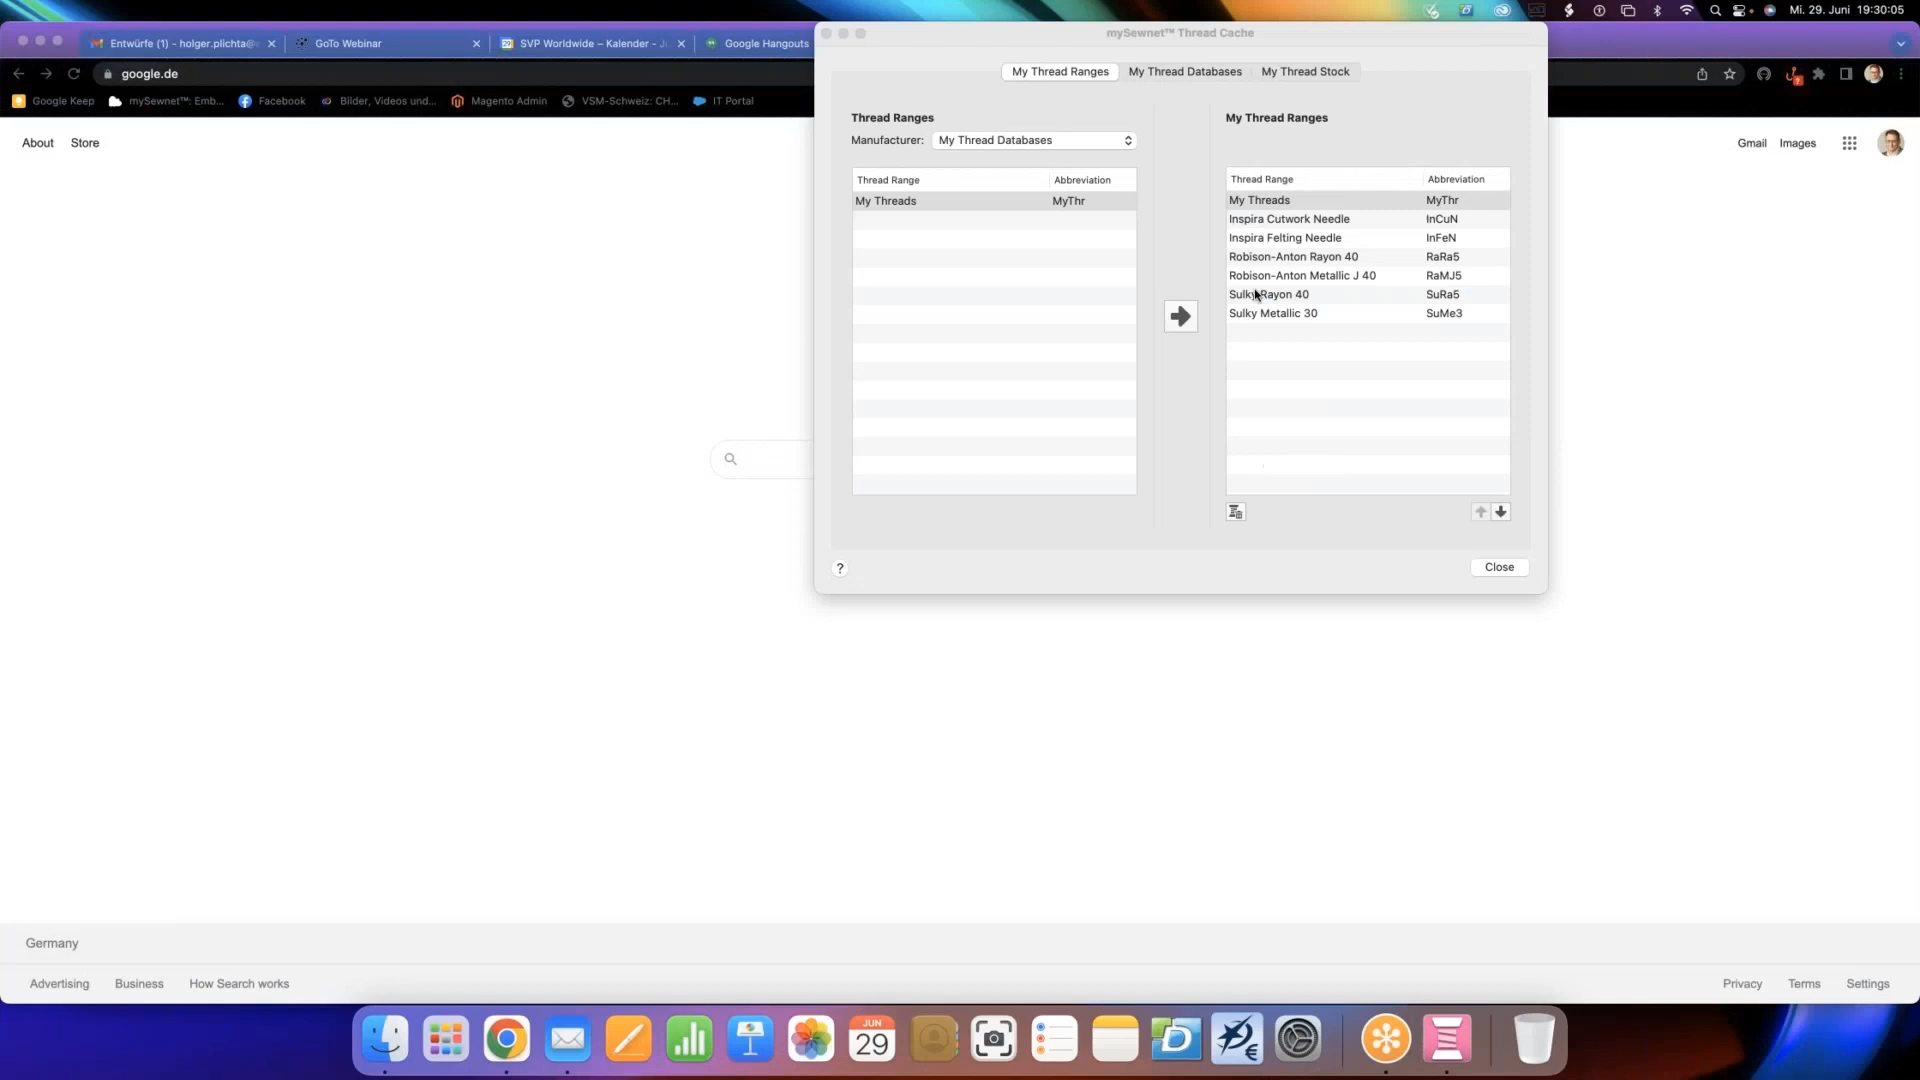 Mi. 29. Juni 19:30:05
Entwürfe (1) - holger.plichta@
GoTo Webinar
SVP Worldwide – Kalender - Ji
Google Hangouts
mySewnet™ Thread Cache
google.de
My Thread Ranges My Thread Databases My Thread Stock
Google Keep
mySewnet™: Emb...
Facebook
Bilder, Videos und...
Magento Admin
VSM-Schweiz: CH...
IT Portal
About Store
Gmail Images
Thread Ranges
Manufacturer: My Thread Databases
Thread Range Abbreviation
My Threads MyThr
My Thread Ranges
Thread Range Abbreviation
My Threads MyThr
Inspira Cutwork Needle InCuN
Inspira Felting Needle InFeN
Robison-Anton Rayon 40 RaRa5
Robison-Anton Metallic J 40 RaMJ5
Sulky Rayon 40 SuRa5
Sulky Metallic 30 SuMe3
?
Close
Germany
Advertising Business How Search works
Privacy Terms Settings
JUN
29